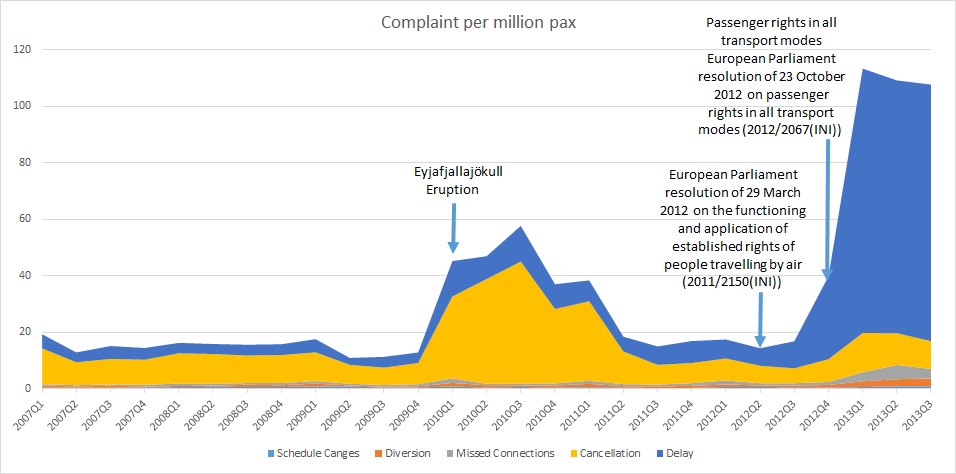 Complaint per million pax
Passenger rights in all
transport modes
European Parliament
resolution of 23 October
2012 on passenger
rights in all transport
modes (2012/2067(INI))
Eyjafjallajökull
Eruption
European Parliament
resolution of 29 March
2012 on the functioning
and application of
established rights of
people travelling by air
(2011/2150(INI))
120
100
80
60
40
20
0
2007Q1
2007Q2
2007Q3
2007Q4
2008Q1
2008Q2
2008Q3
2008Q4
2009Q1
2009Q2
2009Q3
2009Q4
2010Q1
2010Q2
2010Q3
2010Q4
2011Q1
2011Q2
2011Q3
2011Q4
2012Q1
2012Q2
2012Q3
2012Q4
2013Q1
2013Q2
2013Q3
Schedule Canges Diversion Missed Connections Cancellation Delay